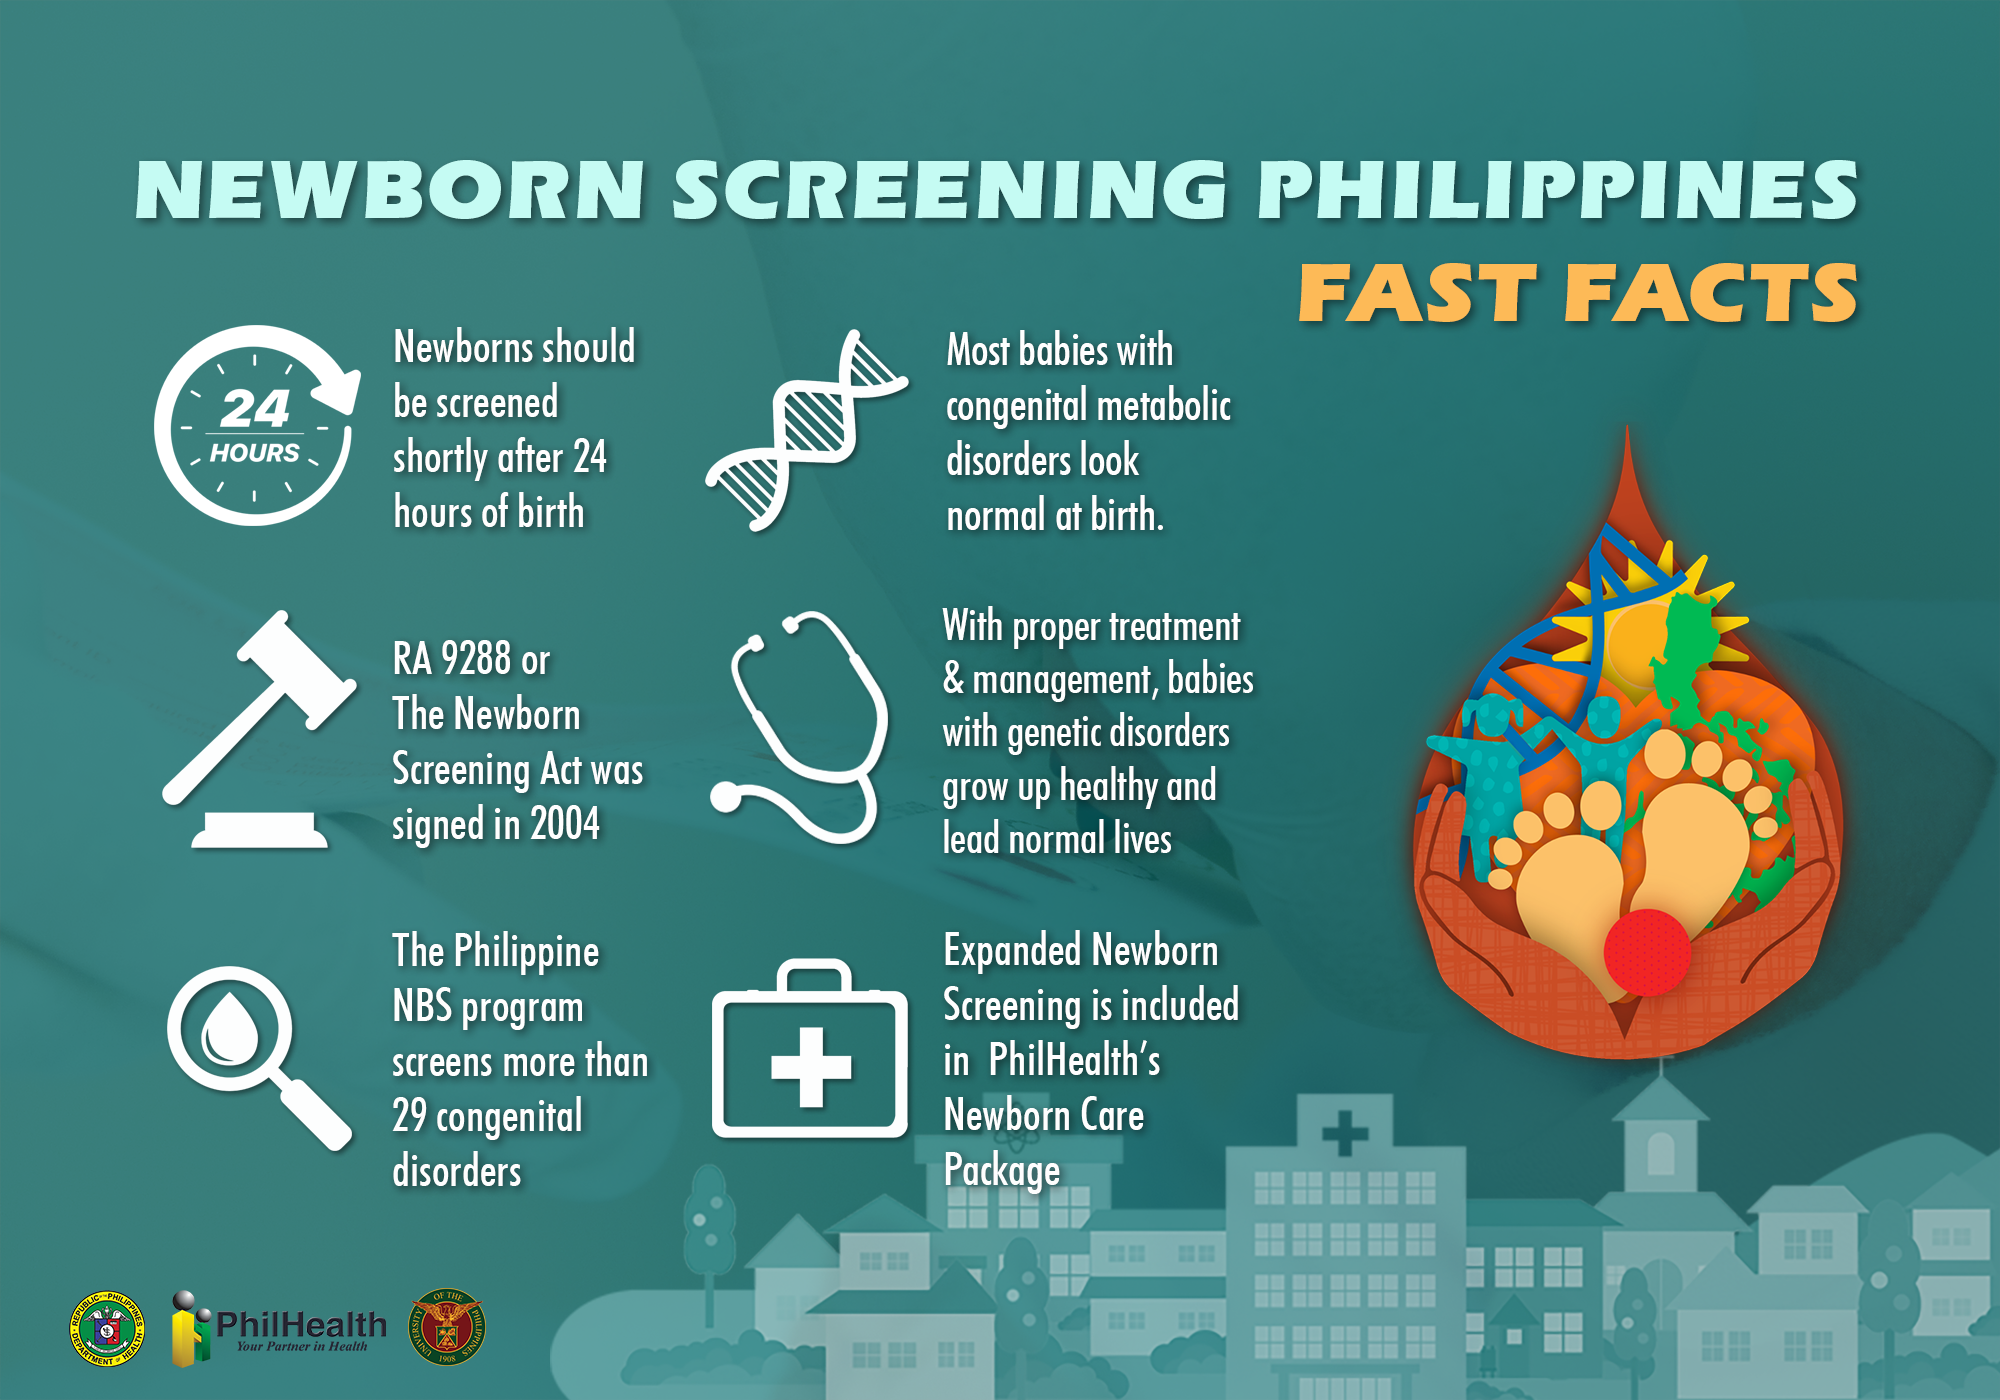 NEWBORN SCREENING PHILIPPINES
FAST FACTS
24
HOURS
Newborns should
be screened
shortly after 24
hours of birth
Most babies with
congenital metabolic
disorders look
normal at birth.
RA 9288 or
The Newborn
Screening Act was
signed in 2004
With proper treatment
& management, babies
with genetic disorders
grow up healthy and
lead normal lives
The Philippine
NBS program
screens more than
29 congenital
disorders
Expanded Newborn
Screening is included
in  PhilHealth's
Newborn Care
Package
REPUBLIC OF THE PHILIPPINES
DEPARTMENT OF HEALTH
PhilHealth
Your Partner in Health
UNIVERSITY OF THE PHILIPPINES
1908